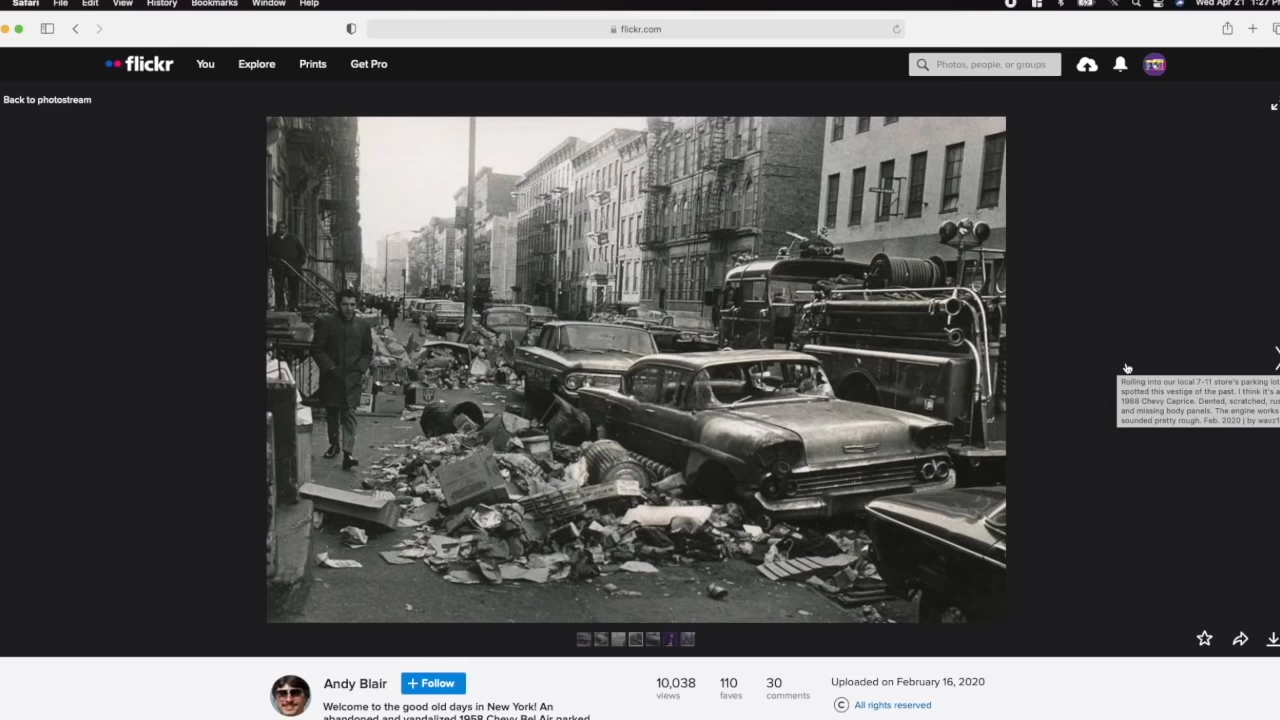 Safari File Edit View History Bookmarks Window Help Wed Apr 21 1:27
flickr.com
flickr You Explore Prints Get Pro Photos, people, or groups
Back to photostream
Rolling into our local 7-11 store's parking lot
spotted this vestige of the past. I think it's a
1988 Chevy Caprice. Dented, scratched,
and missing body panels. The engine works
sounded pretty rough. Feb. 2020 | by
Andy Blair + Follow
10,038 110 30 Uploaded on February 16, 2020
views faves comments
© All rights reserved
Welcome to the good old days in New York! An
abandoned and vandalized 1958 Chevy Bel Air parked